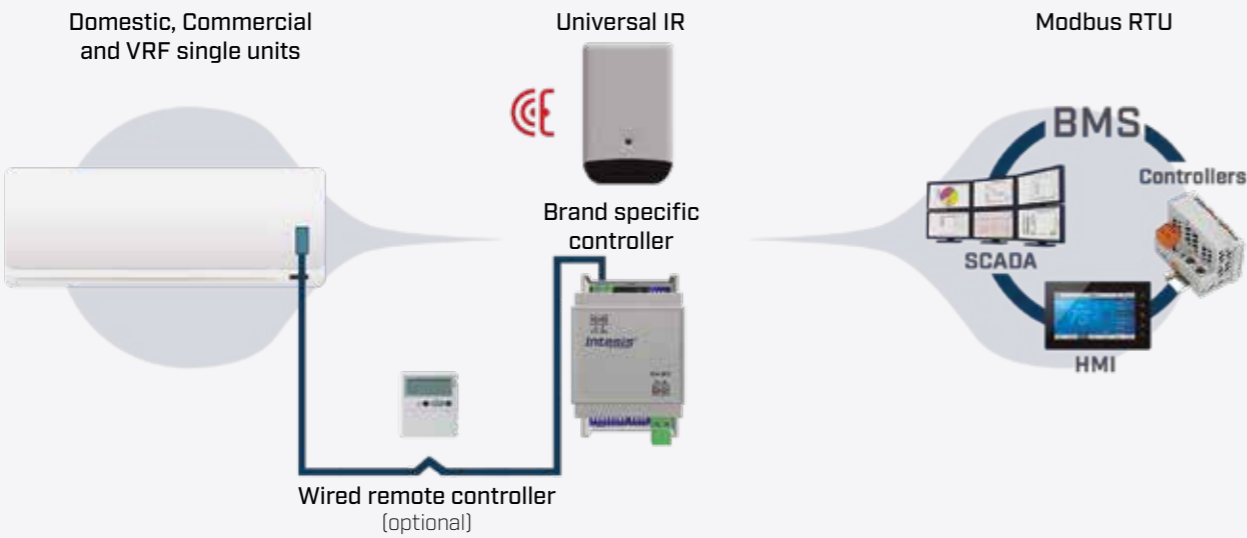 Domestic, Commercial
and VRF single units
Universal IR
Modbus RTU
BMS
Controllers
SCADA
HMI
Brand specific
controller
Intesis
Wired remote controller
(optional)